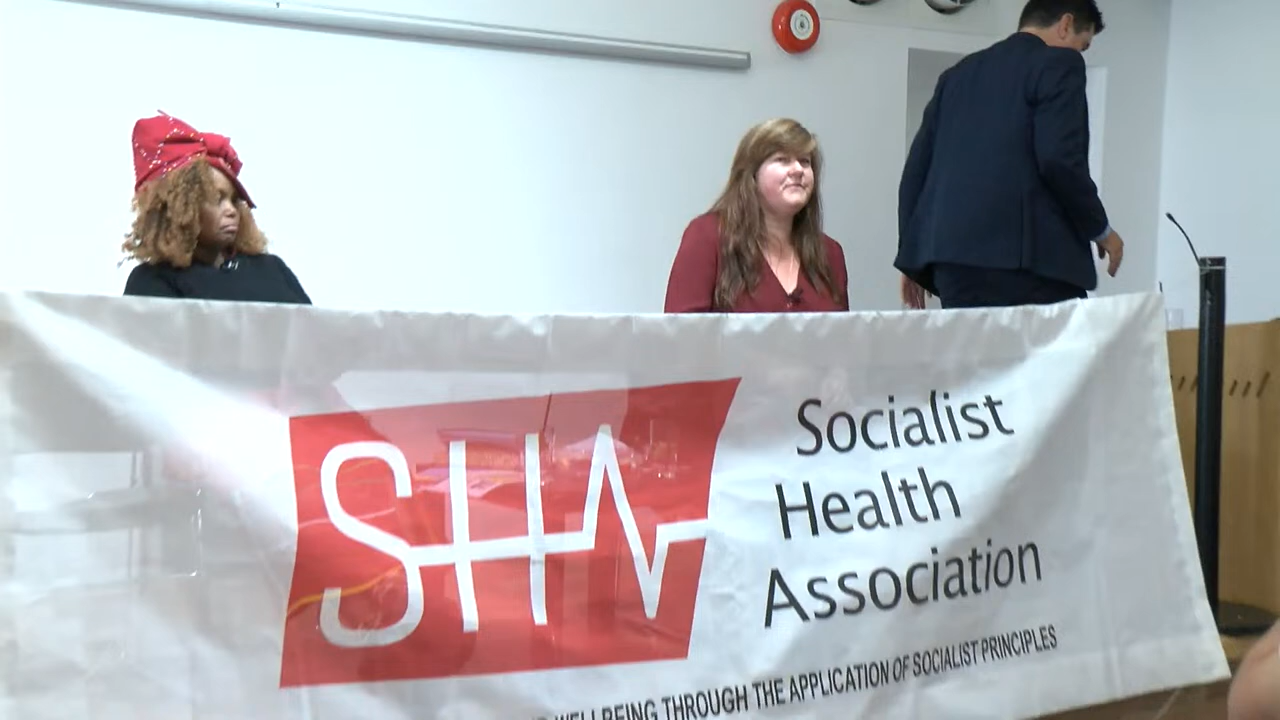 SHA
Socialist
Health
Association
WELLBEING THROUGH THE APPLICATION OF SOCIALIST PRINCIPLES